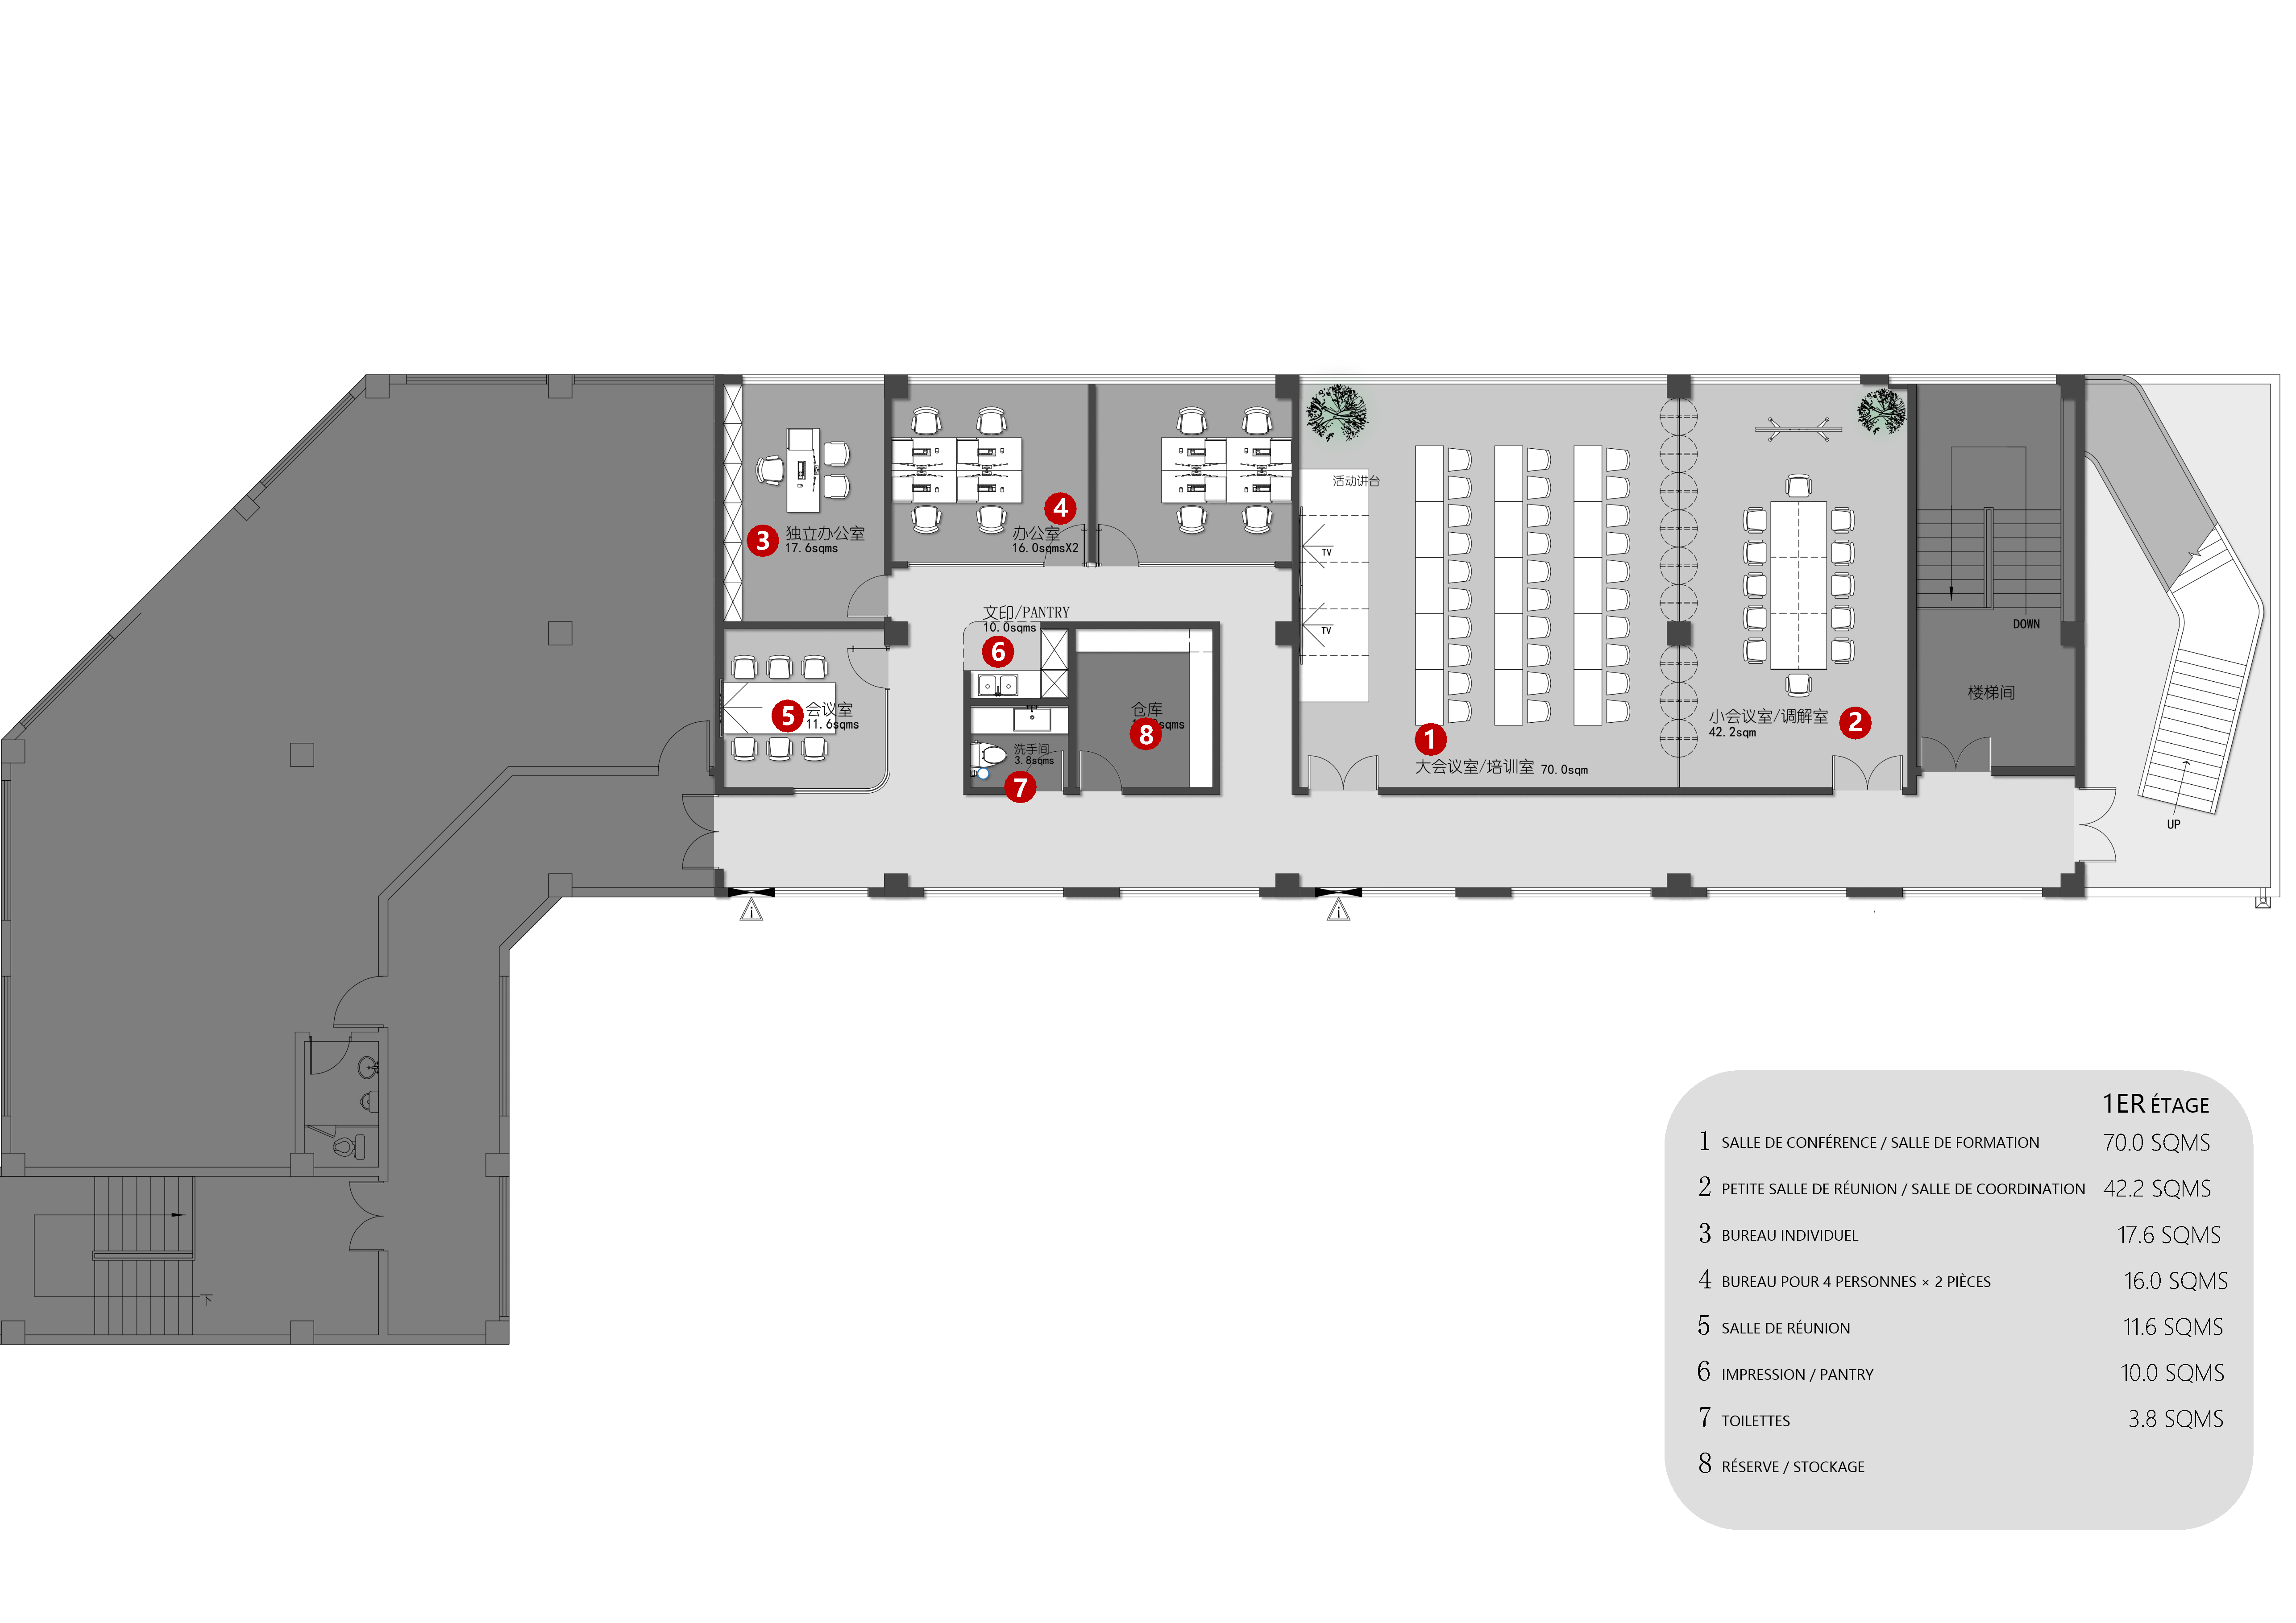 活动讲台
4
3
独立办公室
17.6sqms
办公室
16.0sqmsX2
TV
文印/PANTRY
10.0sqms
TV
DOWN
6
楼梯间
5
会议室
11.6sqms
仓库
sqms
8
小会议室/调解室
42.2sqm
2
1
洗手间
3.8sqms
大会议室/培训室 70.0sqm
7
UP
i
i
下
1ER ÉTAGE
1 SALLE DE CONFÉRENCE / SALLE DE FORMATION 70.0 SQMS
2 PETITE SALLE DE RÉUNION / SALLE DE COORDINATION 42.2 SQMS
3 BUREAU INDIVIDUEL 17.6 SQMS
4 BUREAU POUR 4 PERSONNES × 2 PIÈCES 16.0 SQMS
5 SALLE DE RÉUNION 11.6 SQMS
6 IMPRESSION / PANTRY 10.0 SQMS
7 TOILETTES 3.8 SQMS
8 RÉSERVE / STOCKAGE